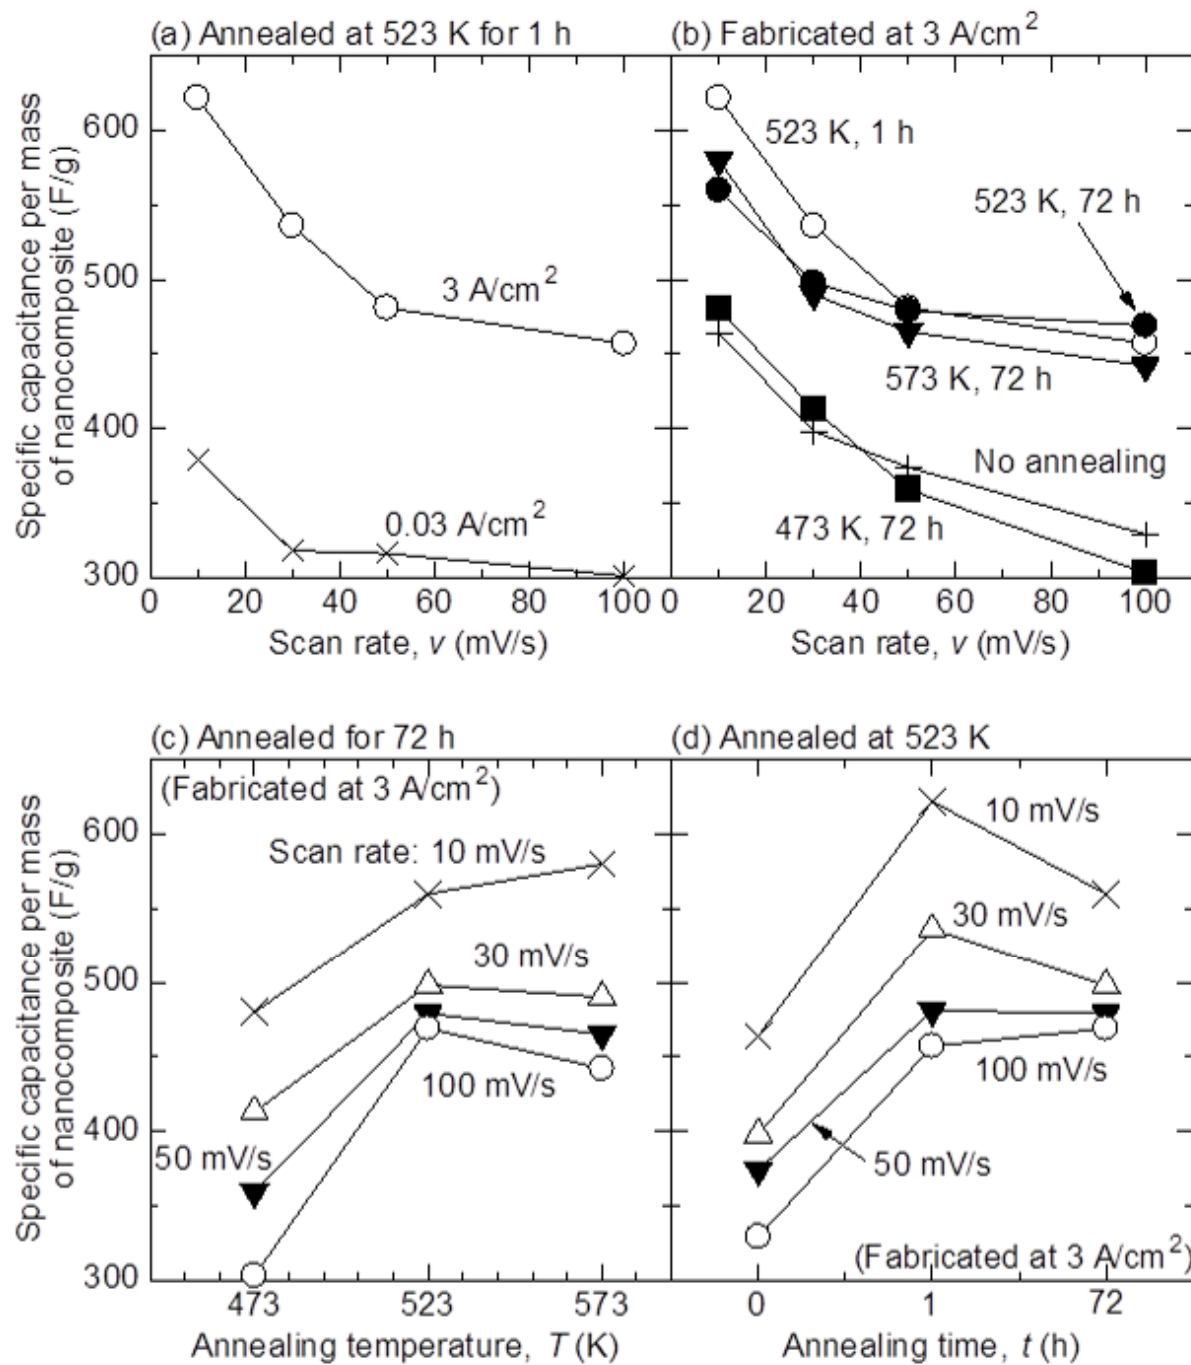 (a) Annealed at 523 K for 1 h
(b) Fabricated at 3 A/cm²
Specific capacitance per mass
of nanocomposite (F/g)
600
500
400
300
3 A/cm²
0.03 A/cm²
0 20 40 60 80 100
Scan rate, v (mV/s)
523 K, 1 h
523 K, 72 h
573 K, 72 h
No annealing
473 K, 72 h
0 20 40 60 80 100
Scan rate, v (mV/s)
(c) Annealed for 72 h
(d) Annealed at 523 K
Specific capacitance per mass
of nanocomposite (F/g)
600
500
400
300
(Fabricated at 3 A/cm²)
Scan rate: 10 mV/s
30 mV/s
100 mV/s
50 mV/s
473 523 573
Annealing temperature, T (K)
10 mV/s
30 mV/s
100 mV/s
50 mV/s
(Fabricated at 3 A/cm²)
0 1 72
Annealing time, t (h)